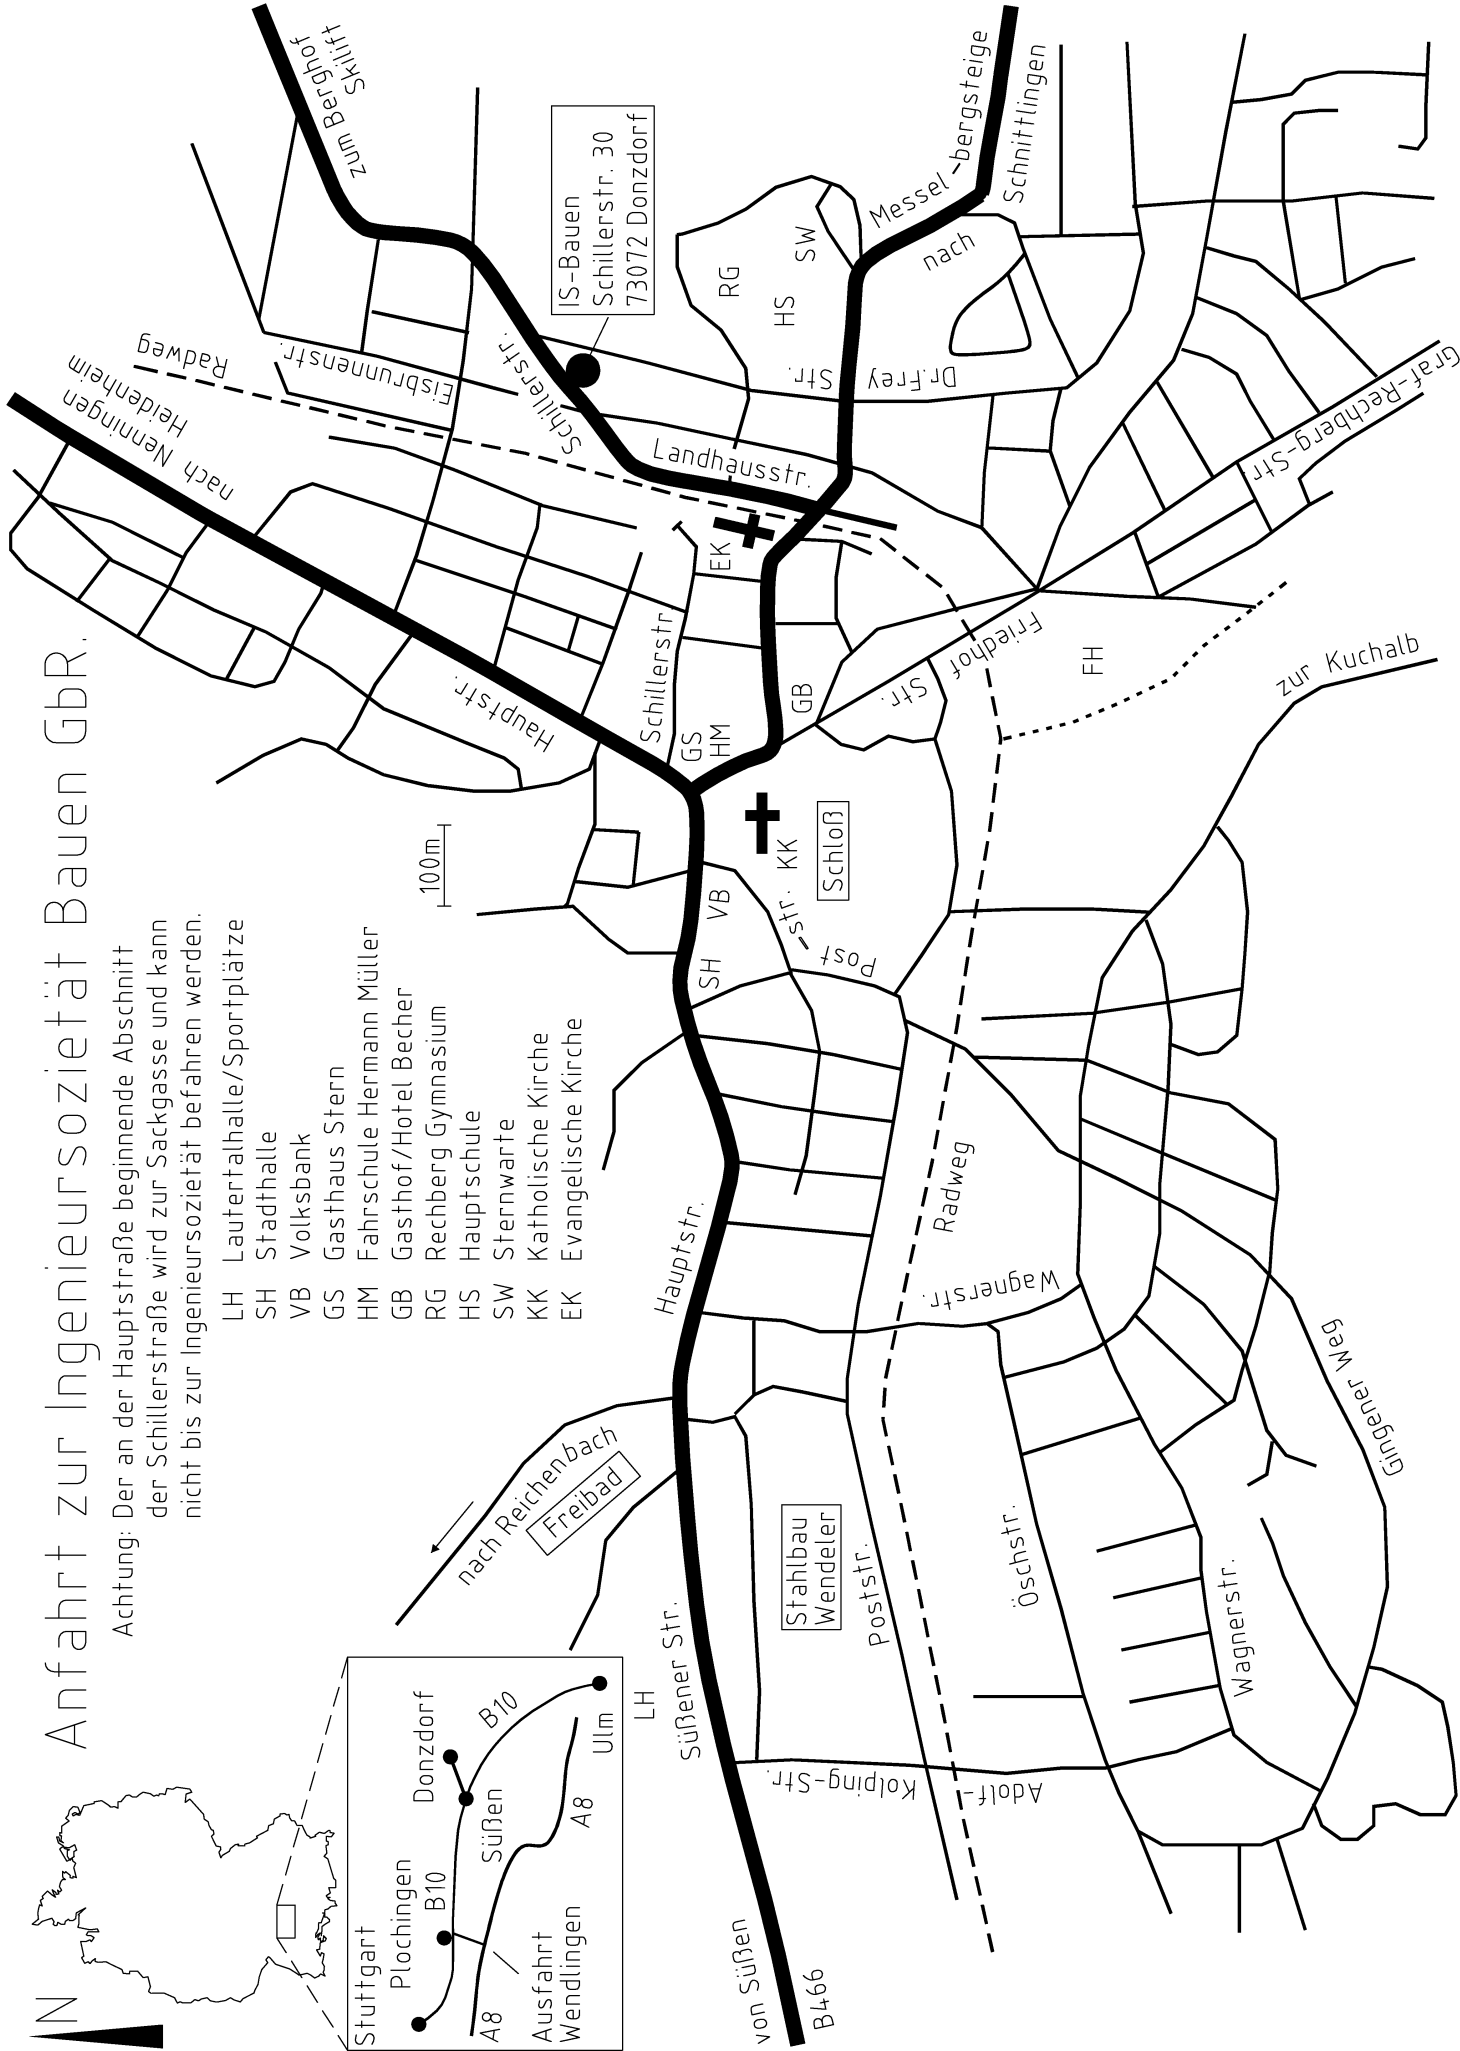 Anfahrt zur Ingenieursozietät Bauen GbR.
Achtung: Der an der Hauptstraße beginnende Abschnitt
der Schillerstraße wird zur Sackgasse und kann
nicht bis zur Ingenieursozietät befahren werden.
LH Lautertalhalle/Sportplätze
SH Stadthalle
VB Volksbank
GS Gasthaus Stern
HM Fahrschule Hermann Müller
GB Gasthof/Hotel Becher
RG Rechberg Gymnasium
HS Hauptschule
SW Sternwarte
KK Katholische Kirche
EK Evangelische Kirche
N
Stuttgart
Plochingen
B10
Donzdorf
Süßen
B10
Ulm
A8
A8
Ausfahrt
Wendlingen
100m
nach Nenningen
Heidenheim
Radweg
zum Berghof
Skilift
Eisbrunnenstr.
Schillerstr.
IS-Bauen
Schillerstr. 30
73072 Donzdorf
Hauptstr.
Schillerstr
Landhausstr.
EK
GS
HM
GB
RG
HS
SW
Messel-bergsteige
nach
Schnittlingen
Dr.Frey
Str.
Graf-Rechberg-Str.
Friedhof
Str.
FH
zur Kuchalb
KK
Schloß
VB
SH
Post
-str.
Hauptstr.
Radweg
Wagnerstr.
nach Reichenbach
Freibad
Stahlbau
Wendeler
Poststr.
Öschstr.
Gingener Weg
Wagnerstr.
LH
Süßener Str.
Adolf-
Kolping-Str.
von Süßen
B466